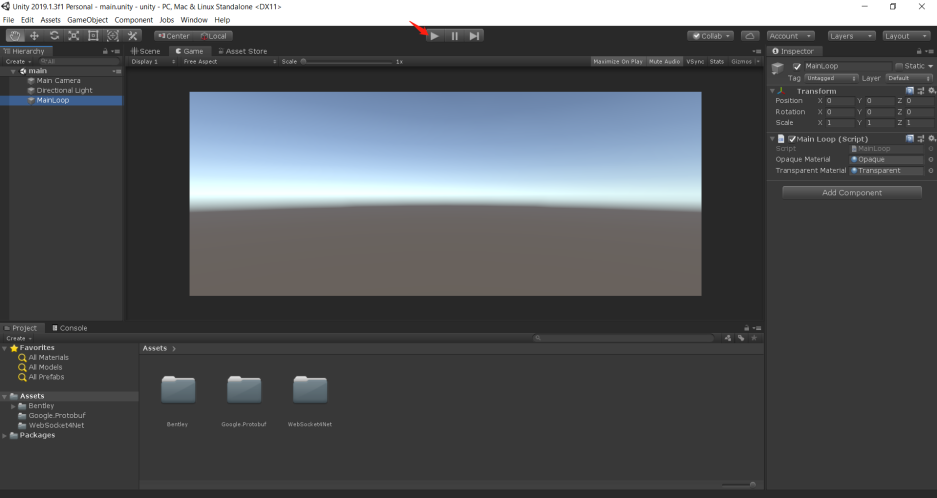 Unity 2019.1.3f1 Personal - main.unity - unity - PC, Mac & Linux Standalone <DX11>
File Edit Assets GameObject Component Jobs Window Help
Center Local Collab Account Layers Layout
Hierarchy
Create All
main
Main Camera
Directional Light
MainLoop
Scene Game Asset Store
Display 1 Free Aspect Scale 1x Maximize On Play Mute Audio VSync Stats Gizmos
Inspector
MainLoop Static
Tag Untagged Layer Default
Transform
Position X 0 Y 0 Z 0
Rotation X 0 Y 0 Z 0
Scale X 1 Y 1 Z 1
Main Loop (Script)
Script MainLoop
Opaque Material Opaque
Transparent Material Transparent
Add Component
Project Console
Create
Favorites
All Materials
All Models
All Prefabs
Assets
Bentley
Google.Protobuf
WebSocket4Net
Packages
Assets >
Bentley Google.Protobuf WebSocket4Net